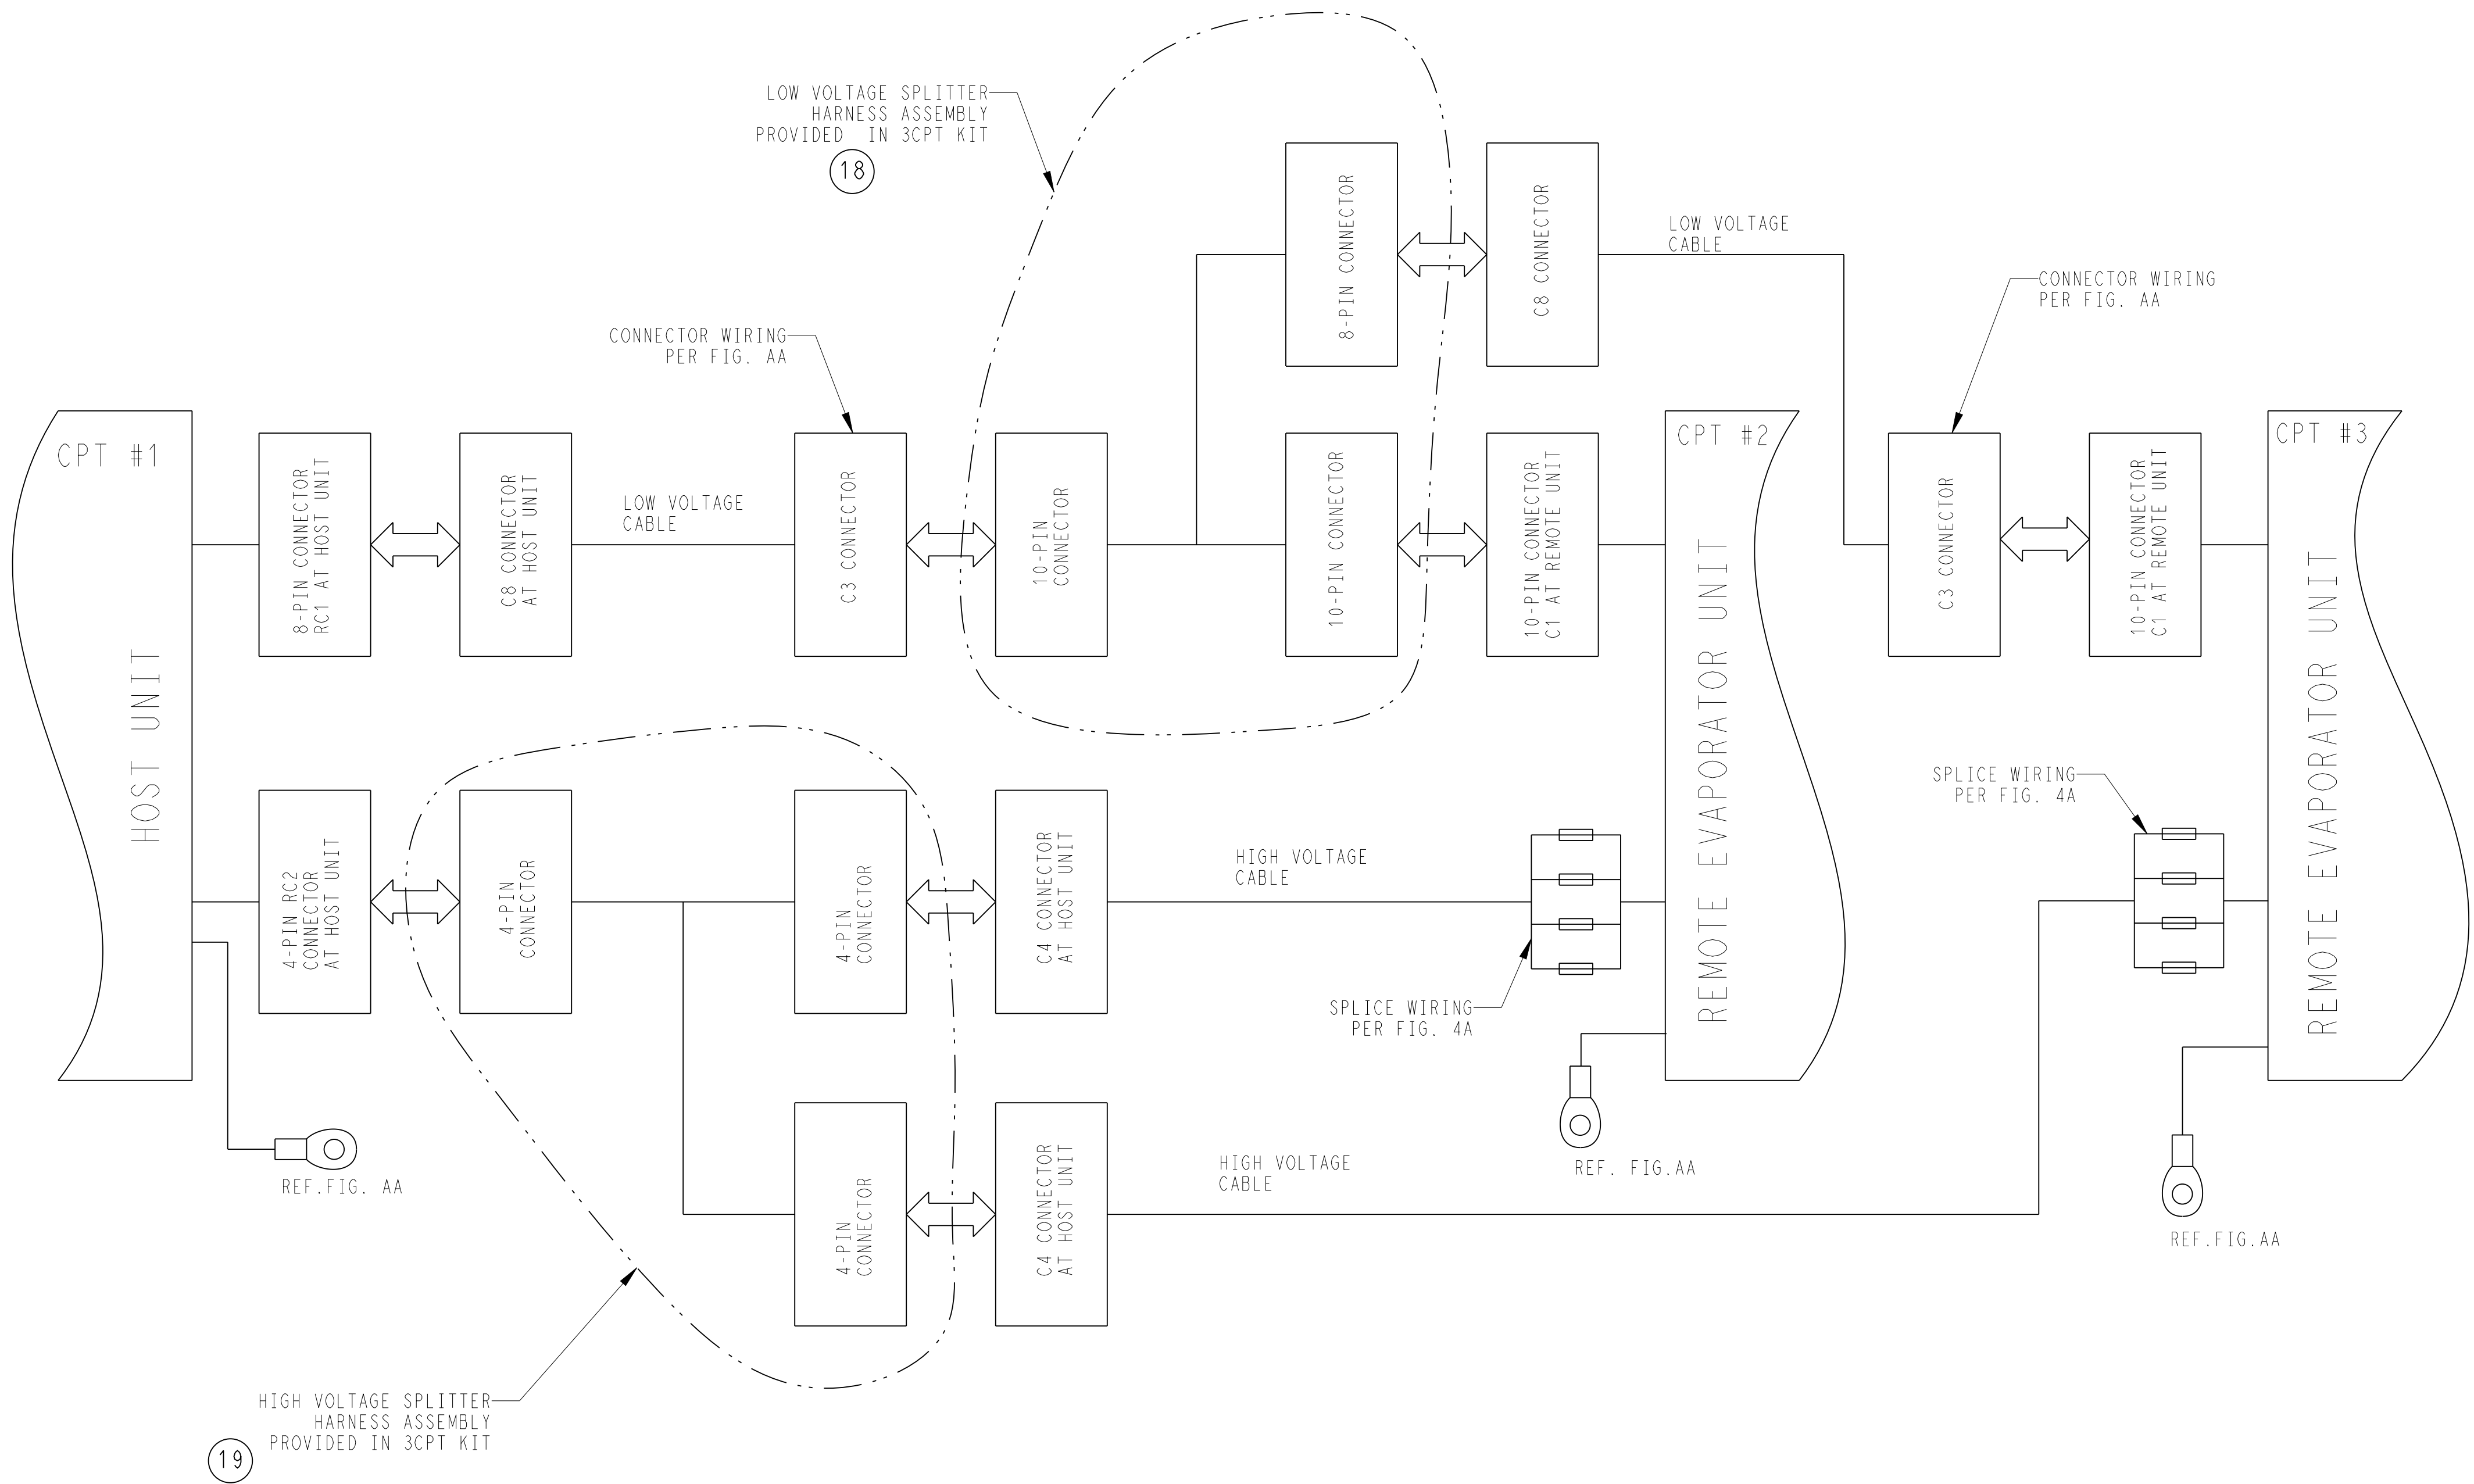 LOW VOLTAGE SPLITTER
HARNESS ASSEMBLY
PROVIDED IN 3CPT KIT
18
8-PIN CONNECTOR
C8 CONNECTOR
LOW VOLTAGE
CABLE
CONNECTOR WIRING
PER FIG. AA
CONNECTOR WIRING
PER FIG. AA
CPT #1
HOST UNIT
8-PIN CONNECTOR
RC1 AT HOST UNIT
C8 CONNECTOR
AT HOST UNIT
LOW VOLTAGE
CABLE
C3 CONNECTOR
10-PIN
CONNECTOR
10-PIN CONNECTOR
10-PIN CONNECTOR
C1 AT REMOTE UNIT
CPT #2
REMOTE EVAPORATOR UNIT
C3 CONNECTOR
10-PIN CONNECTOR
C1 AT REMOTE UNIT
CPT #3
REMOTE EVAPORATOR UNIT
4-PIN RC2
CONNECTOR
AT HOST UNIT
4-PIN
CONNECTOR
4-PIN
CONNECTOR
C4 CONNECTOR
AT HOST UNIT
HIGH VOLTAGE
CABLE
SPLICE WIRING
PER FIG. 4A
SPLICE WIRING
PER FIG. 4A
REF.FIG. AA
4-PIN
CONNECTOR
C4 CONNECTOR
AT HOST UNIT
HIGH VOLTAGE
CABLE
REF. FIG.AA
REF.FIG.AA
HIGH VOLTAGE SPLITTER
HARNESS ASSEMBLY
PROVIDED IN 3CPT KIT
19